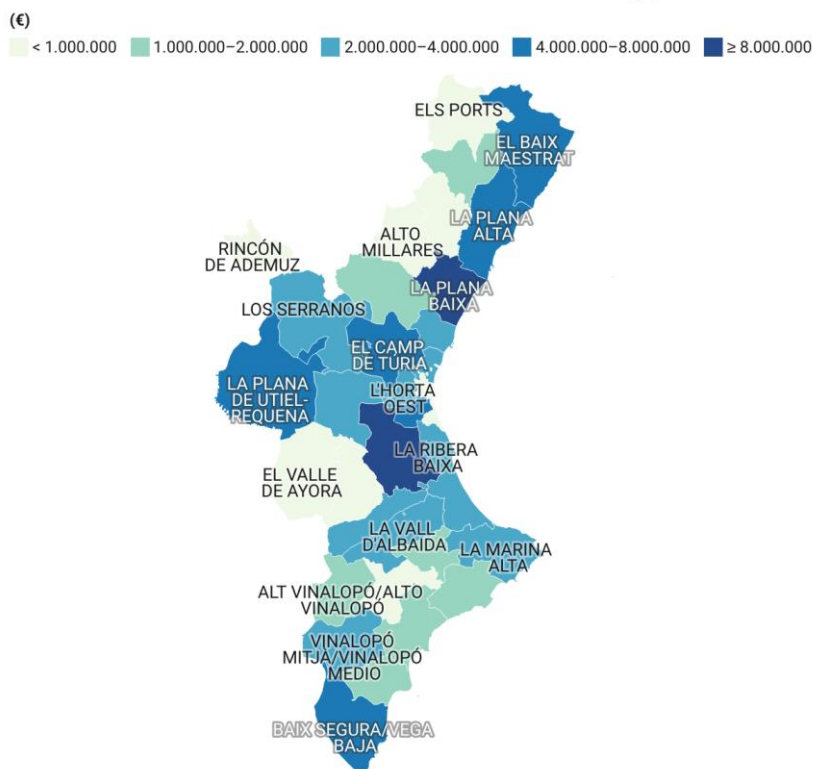 (€)
< 1.000.000 1.000.000–2.000.000 2.000.000–4.000.000 4.000.000–8.000.000 ≥ 8.000.000
ELS PORTS
EL BAIX
MAESTRAT
LA PLANA
ALTA
ALTO
MILLARES
RINCÓN
DE ADEMUZ
LA PLANA
BAIXA
LOS SERRANOS
EL CAMP
DE TÚRIA
LA PLANA
DE UTIEL-
REQUENA
L'HORTA
OEST
LA RIBERA
BAIXA
EL VALLE
DE AYORA
LA VALL
D'ALBAIDA
LA MARINA
ALTA
ALT VINALOPÓ/ALTO
VINALOPÓ
VINALOPÓ
MITJÀ/VINALOPÓ
MEDIO
BAIX SEGURA/VEGA
BAJA